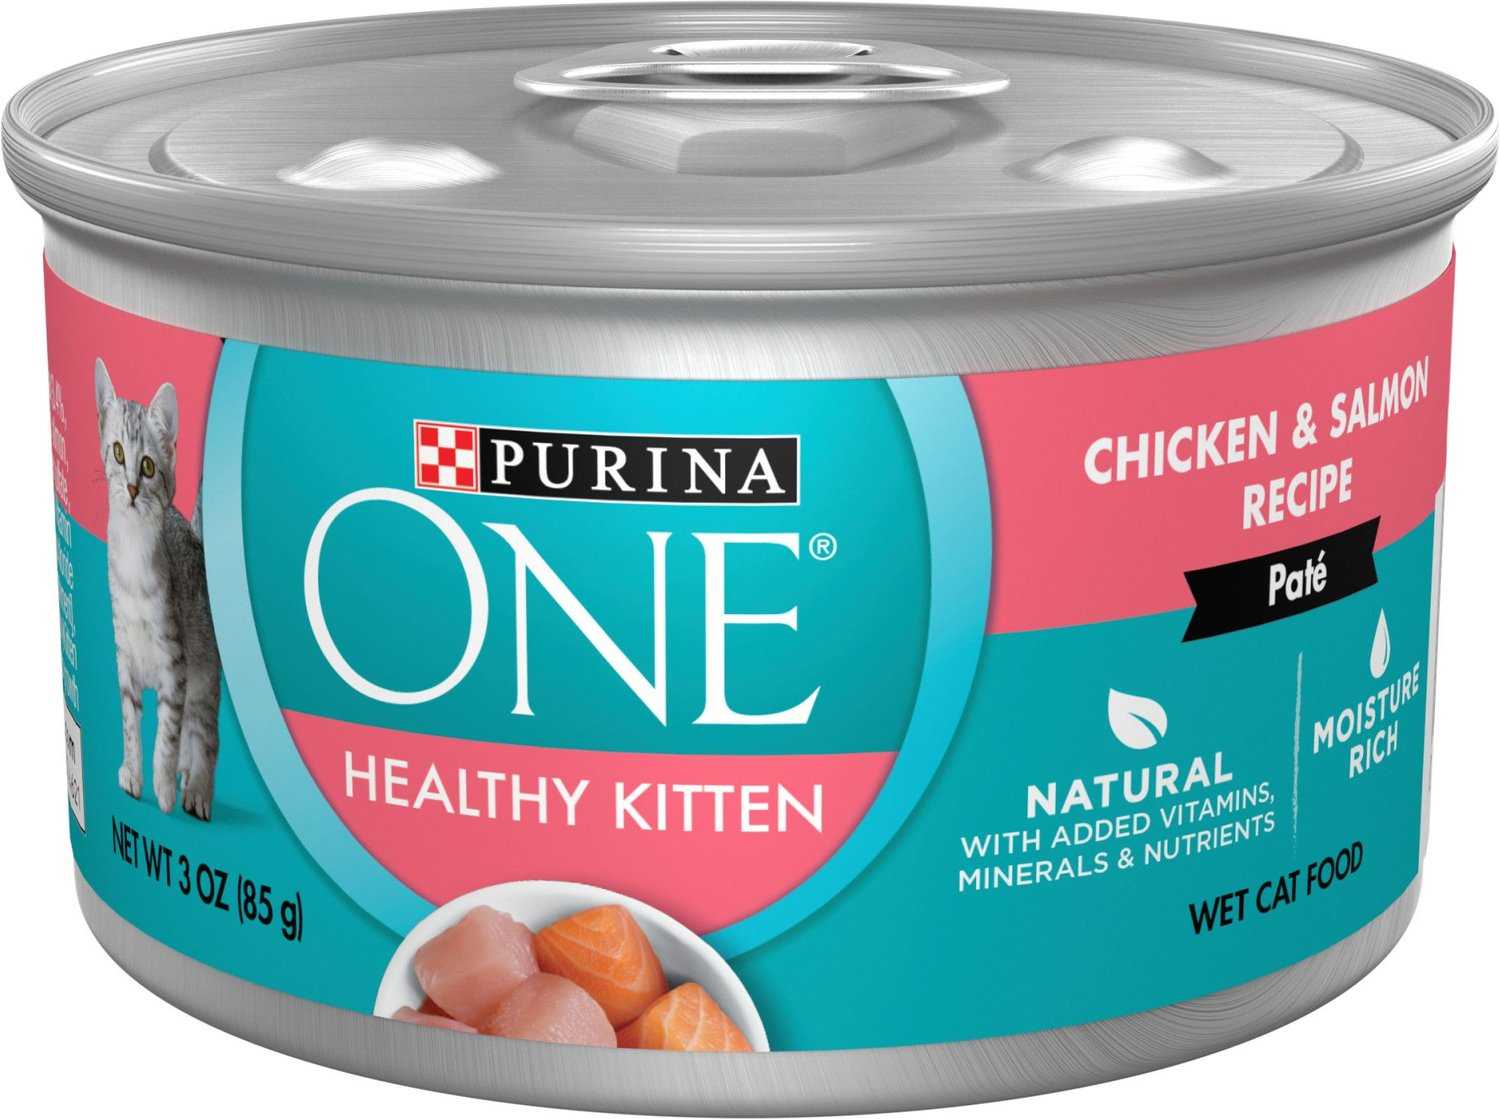 PURINA
ONE®
HEALTHY KITTEN
CHICKEN & SALMON
RECIPE
Paté
NATURAL
WITH ADDED VITAMINS,
MINERALS & NUTRIENTS
MOISTURE
RICH
NET WT 3 OZ (85 g)
WET CAT FOOD